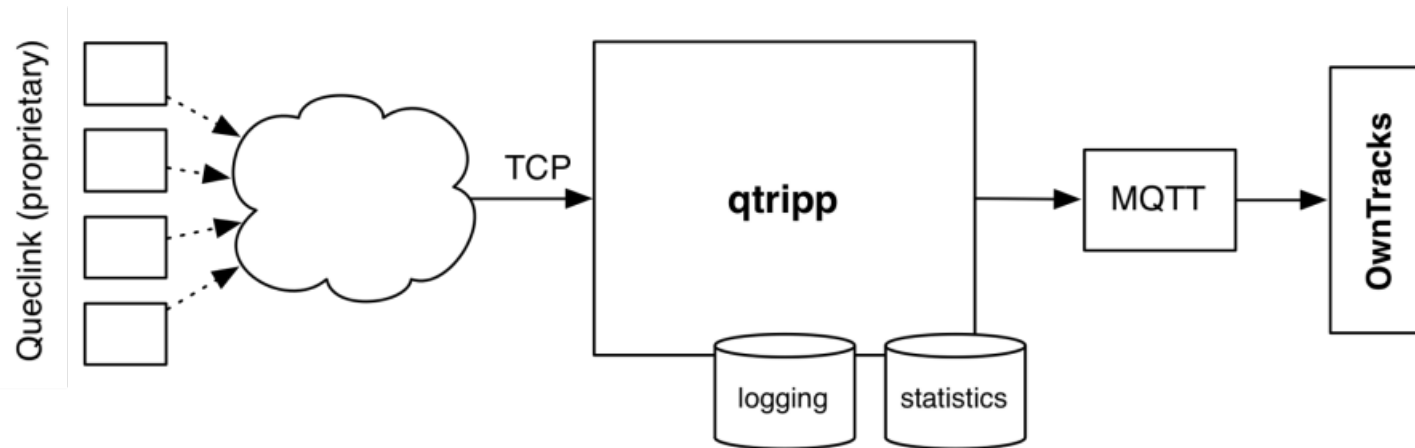 Queclink (proprietary)
TCP
qtripp
logging
statistics
MQTT
OwnTracks